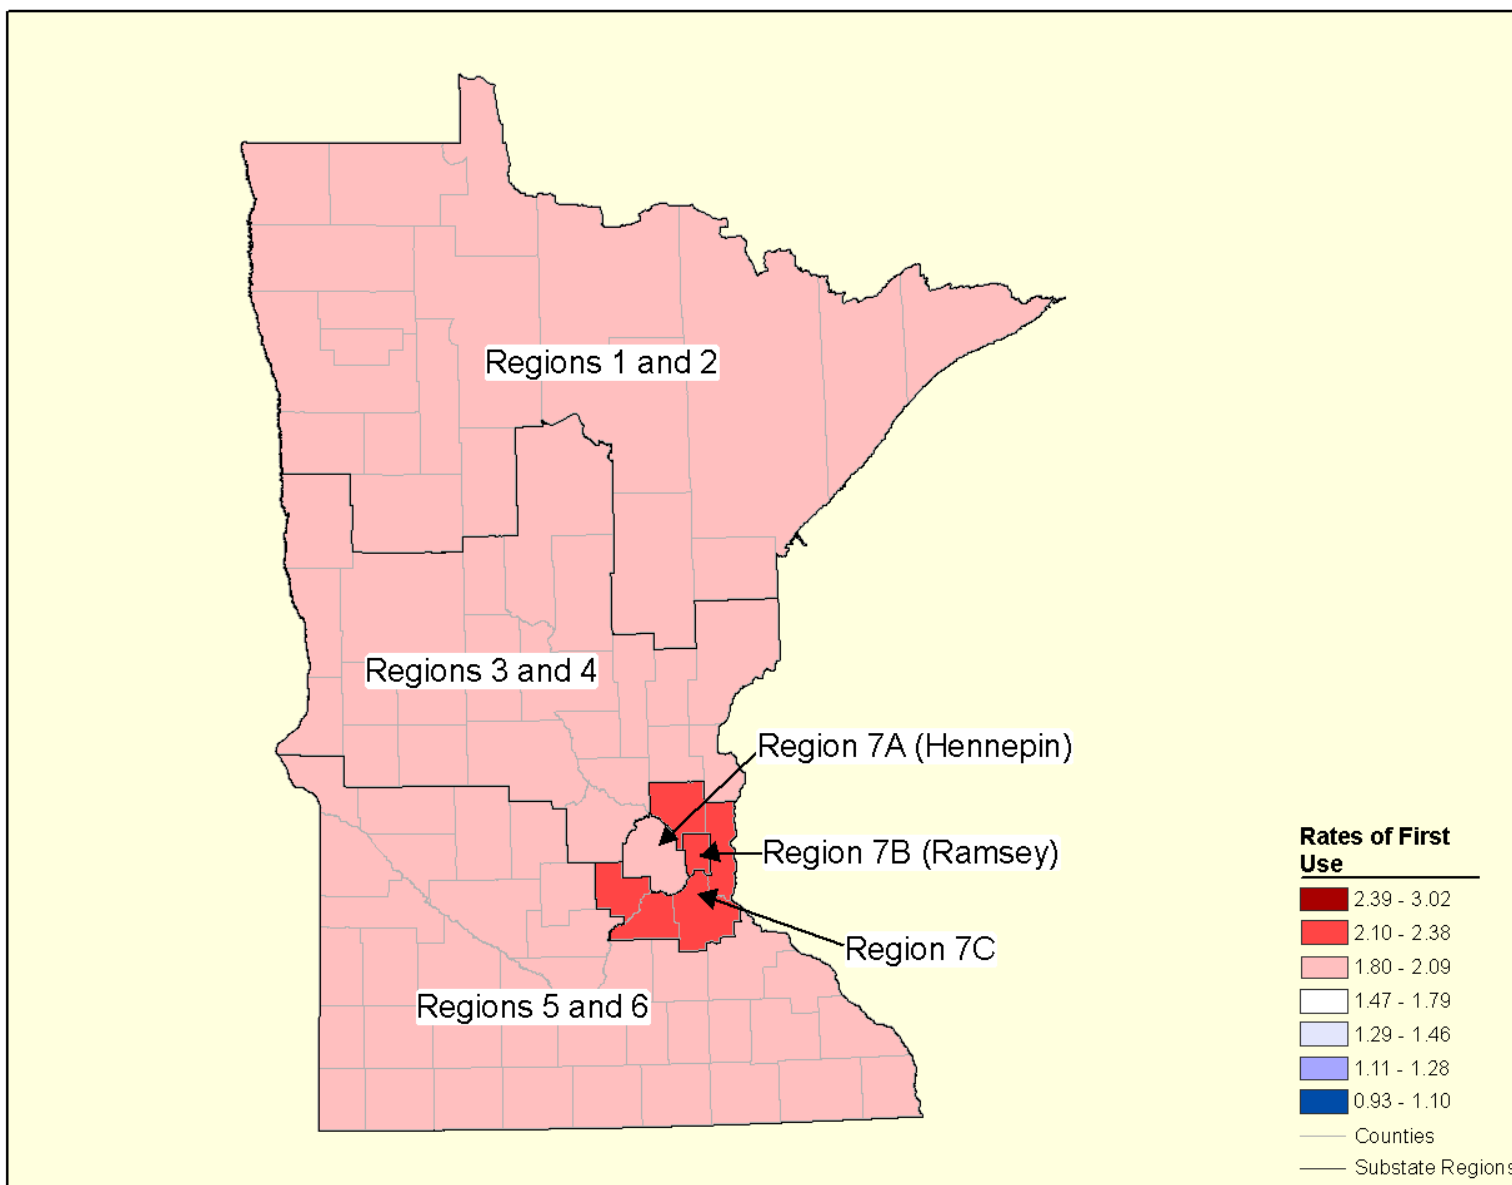 Regions 1 and 2
Regions 3 and 4
Region 7A (Hennepin)
Region 7B (Ramsey)
Region 7C
Regions 5 and 6
Rates of First
Use
2.39 - 3.02
2.10 - 2.38
1.80 - 2.09
1.47 - 1.79
1.29 - 1.46
1.11 - 1.28
0.93 - 1.10
Counties
Substate Regions